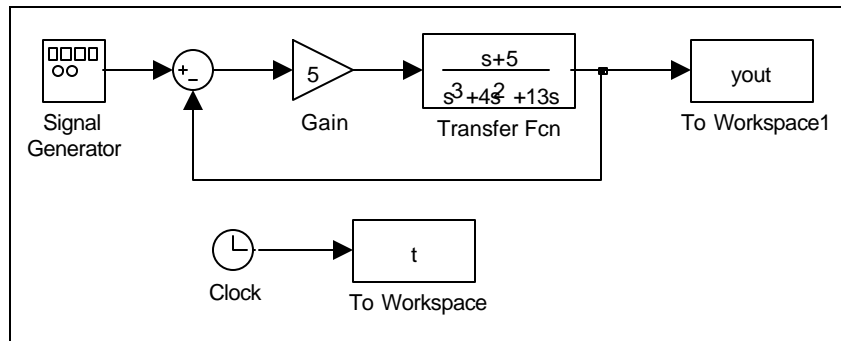 +
-
5
s+5
s3+4s2 +13s
yout
Signal
Generator
Gain
Transfer Fcn
To Workspace1
t
Clock
To Workspace